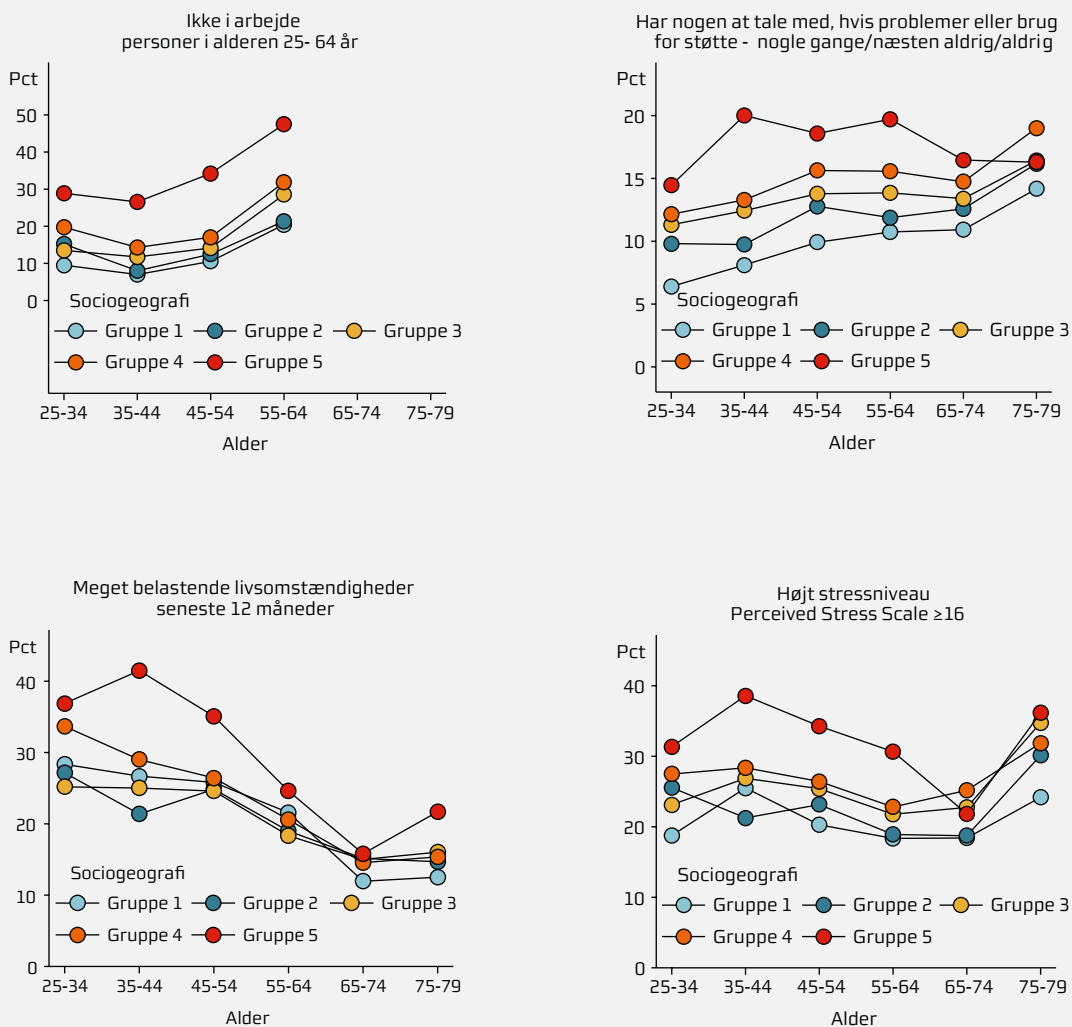 Ikke i arbejde
personer i alderen 25- 64 år
Pct
50
40
30
20
10
0
Sociogeografi
Gruppe 1 Gruppe 2 Gruppe 3
Gruppe 4 Gruppe 5
25-34 35-44 45-54 55-64 65-74 75-79
Alder
Har nogen at tale med, hvis problemer eller brug
for støtte - nogle gange/næsten aldrig/aldrig
Pct
20
15
10
5
0
Sociogeografi
Gruppe 1 Gruppe 2 Gruppe 3
Gruppe 4 Gruppe 5
25-34 35-44 45-54 55-64 65-74 75-79
Alder
Meget belastende livsomstændigheder
seneste 12 måneder
Pct
40
30
20
10
0
Sociogeografi
Gruppe 1 Gruppe 2 Gruppe 3
Gruppe 4 Gruppe 5
25-34 35-44 45-54 55-64 65-74 75-79
Alder
Højt stressniveau
Perceived Stress Scale ≥16
Pct
40
30
20
10
0
Sociogeografi
Gruppe 1 Gruppe 2 Gruppe 3
Gruppe 4 Gruppe 5
25-34 35-44 45-54 55-64 65-74 75-79
Alder